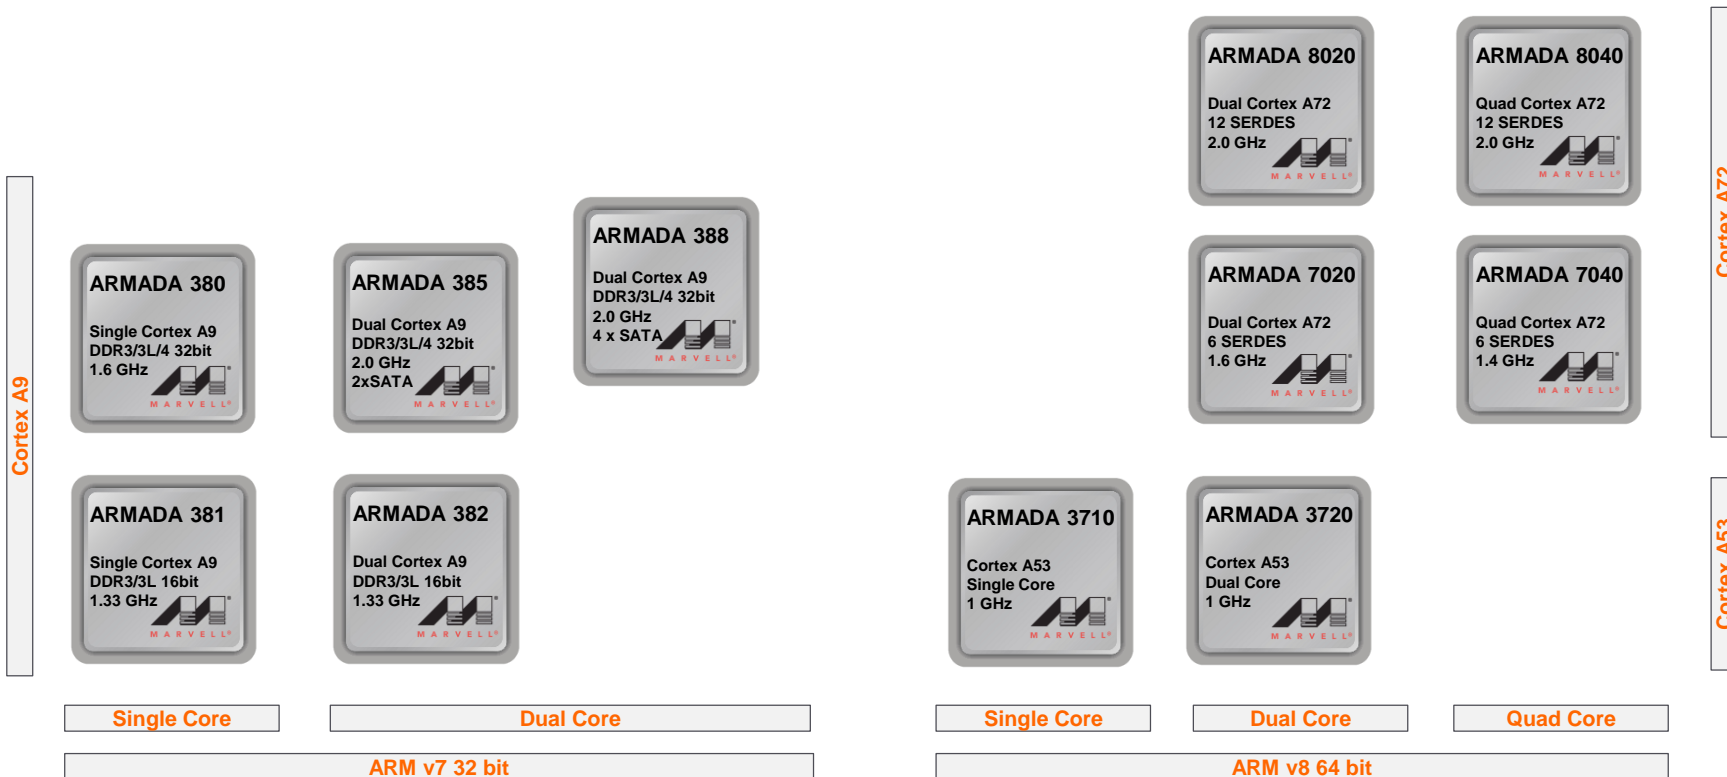 ARMADA 8020
Dual Cortex A72
12 SERDES
2.0 GHz
MARVELL®
ARMADA 8040
Quad Cortex A72
12 SERDES
2.0 GHz
MARVELL®
Cortex A72
Cortex A9
ARMADA 380
Single Cortex A9
DDR3/3L/4 32bit
1.6 GHz
MARVELL®
ARMADA 385
Dual Cortex A9
DDR3/3L/4 32bit
2.0 GHz
2xSATA
MARVELL®
ARMADA 388
Dual Cortex A9
DDR3/3L/4 32bit
2.0 GHz
4 x SATA
MARVELL®
ARMADA 7020
Dual Cortex A72
6 SERDES
1.6 GHz
MARVELL®
ARMADA 7040
Quad Cortex A72
6 SERDES
1.4 GHz
MARVELL®
ARMADA 381
Single Cortex A9
DDR3/3L 16bit
1.33 GHz
MARVELL®
ARMADA 382
Dual Cortex A9
DDR3/3L 16bit
1.33 GHz
MARVELL®
ARMADA 3710
Cortex A53
Single Core
1 GHz
MARVELL®
ARMADA 3720
Cortex A53
Dual Core
1 GHz
MARVELL®
Cortex A53
Single Core
Dual Core
Single Core
Dual Core
Quad Core
ARM v7 32 bit
ARM v8 64 bit